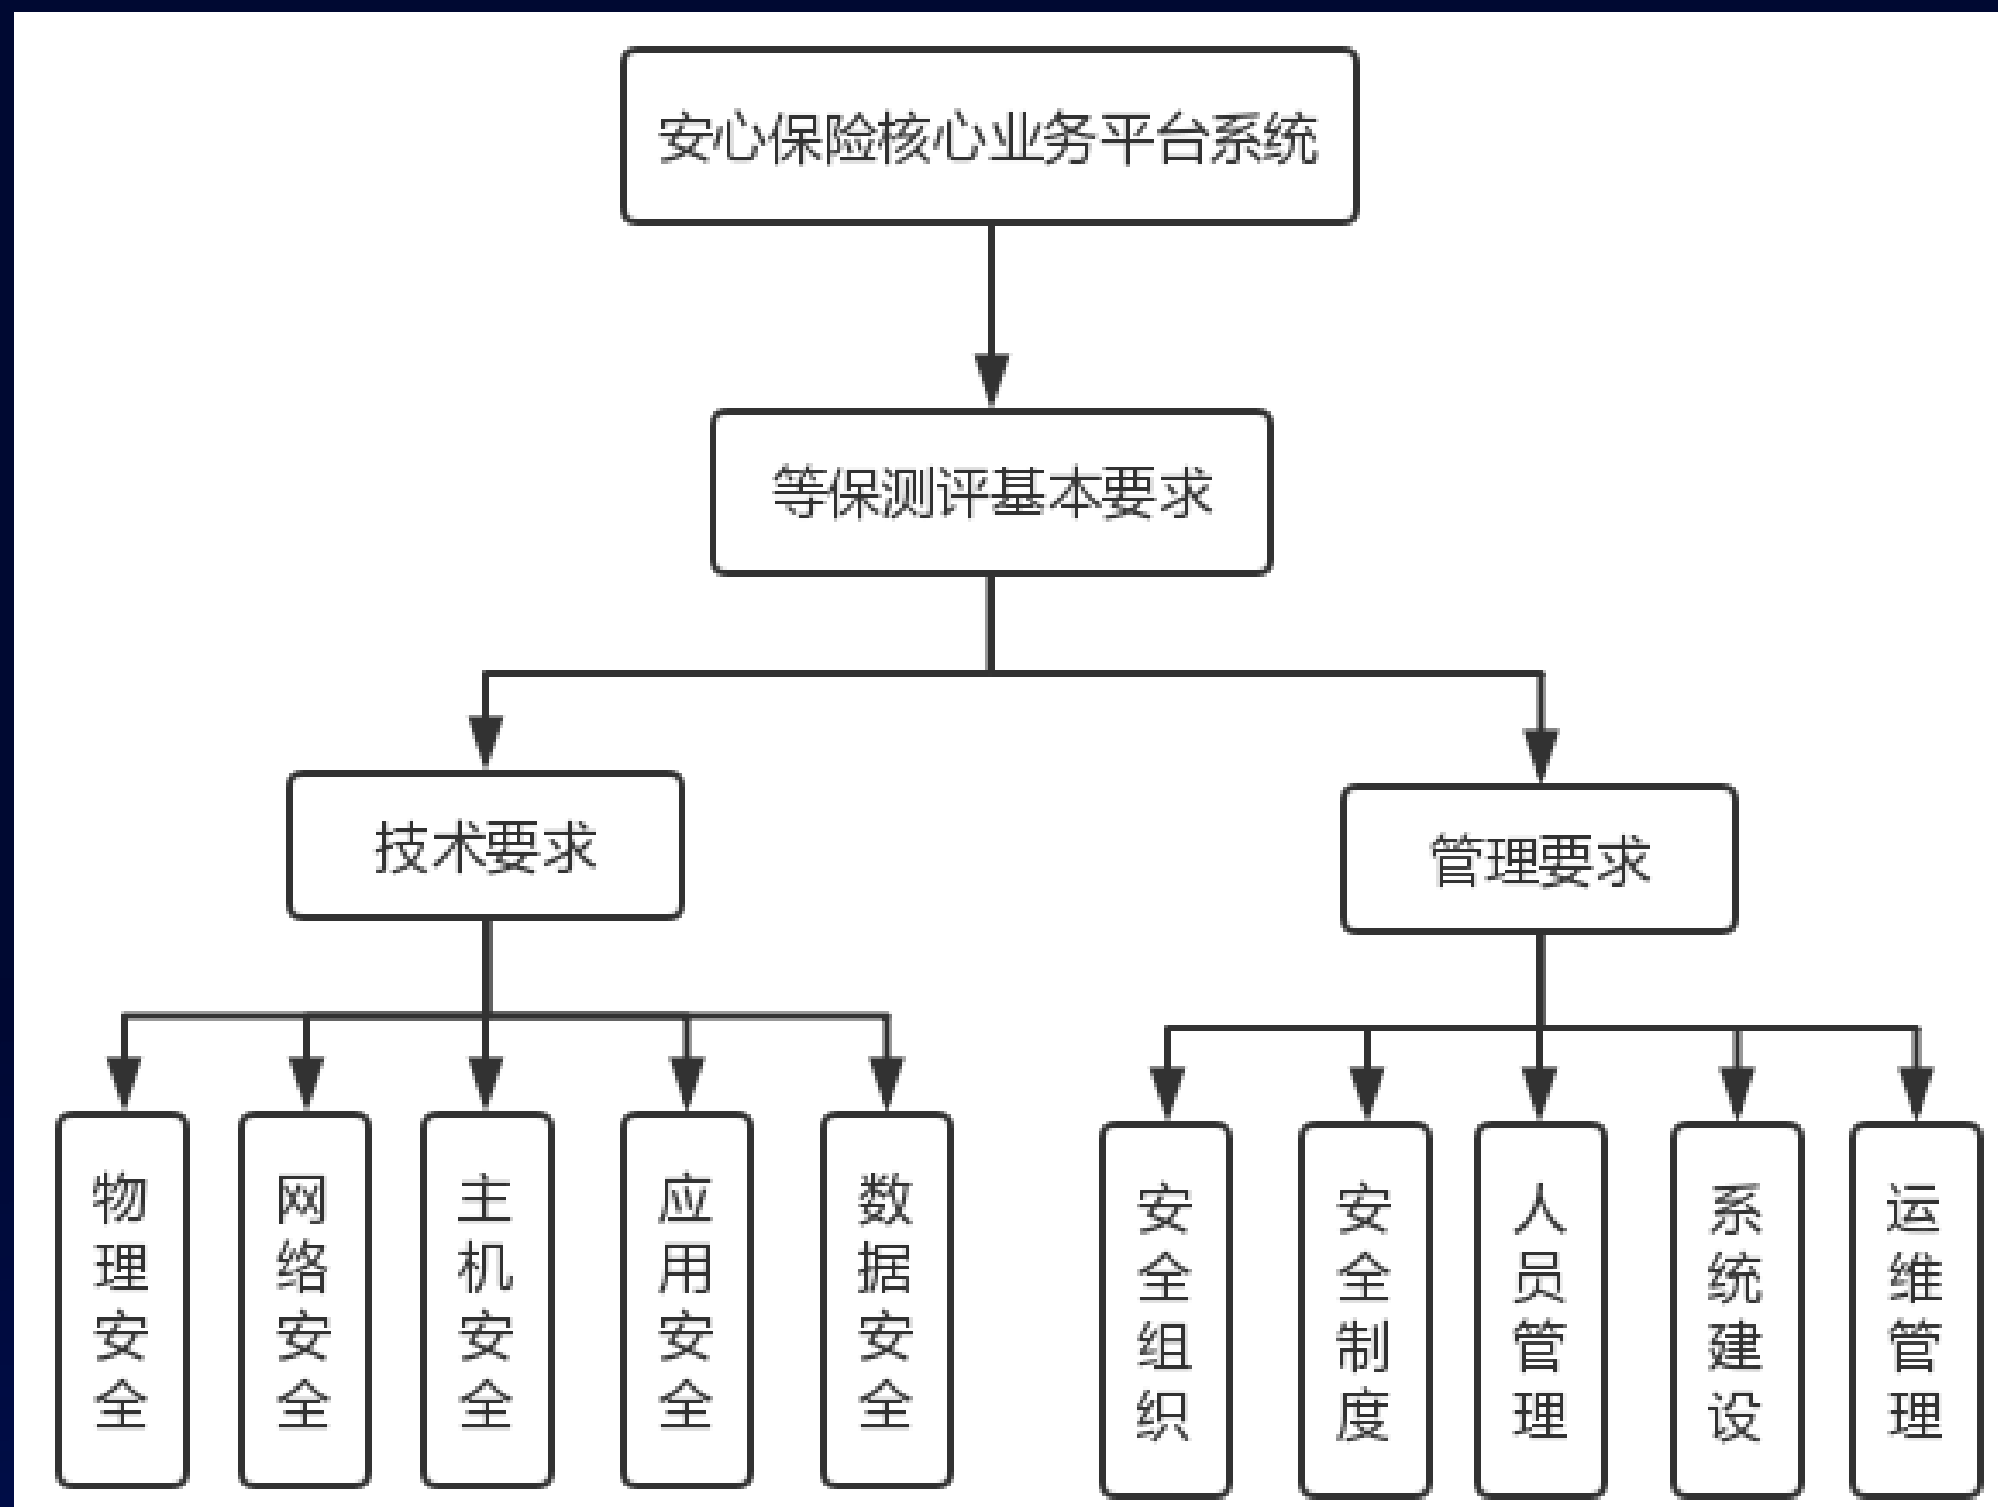 安心保险核心业务平台系统
等保测评基本要求
技术要求
管理要求
物理安全
网络安全
主机安全
应用安全
数据安全
安全组织
安全制度
人员管理
系统建设
运维管理